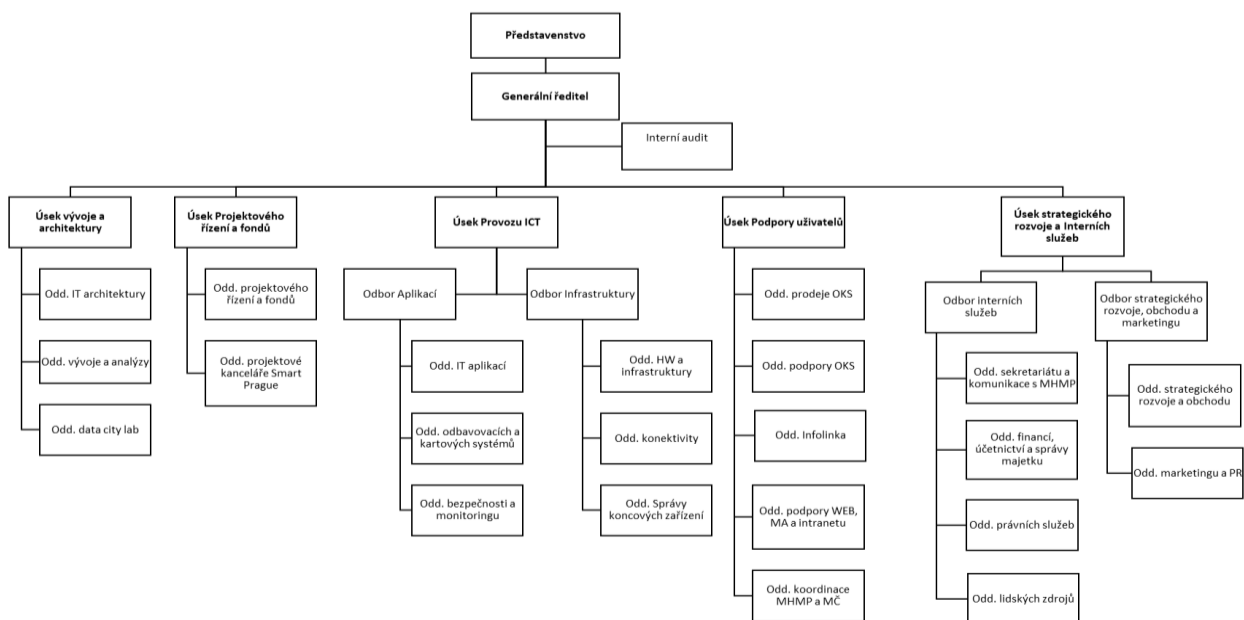 Představenstvo
Generální ředitel
Interní audit
Úsek vývoje a
architektury
Odd. IT architektury
Odd. vývoje a analýzy
Odd. data city lab
Úsek Projektového
řízení a fondů
Odd. projektového
řízení a fondů
Odd. projektové
kanceláře Smart
Prague
Úsek Provozu ICT
Odbor Aplikací
Odd. IT aplikací
Odd. odbavovacích a
kartových systémů
Odd. bezpečnosti a
monitoringu
Odbor Infrastruktury
Odd. HW a
infrastruktury
Odd. konektivity
Odd. Správy
koncových zařízení
Úsek Podpory uživatelů
Odd. prodeje OKS
Odd. podpory OKS
Odd. Infolinka
Odd. podpory WEB,
MA a intranetu
Odd. koordinace
MHMP a MČ
Úsek strategického
rozvoje a Interních
služeb
Odbor interních
služeb
Odd. sekretariátu a
komunikace s MHMP
Odd. financí,
účetnictví a správy
majetku
Odd. právních služeb
Odd. lidských zdrojů
Odbor strategického
rozvoje, obchodu a
marketingu
Odd. strategického
rozvoje a obchodu
Odd. marketingu a PR